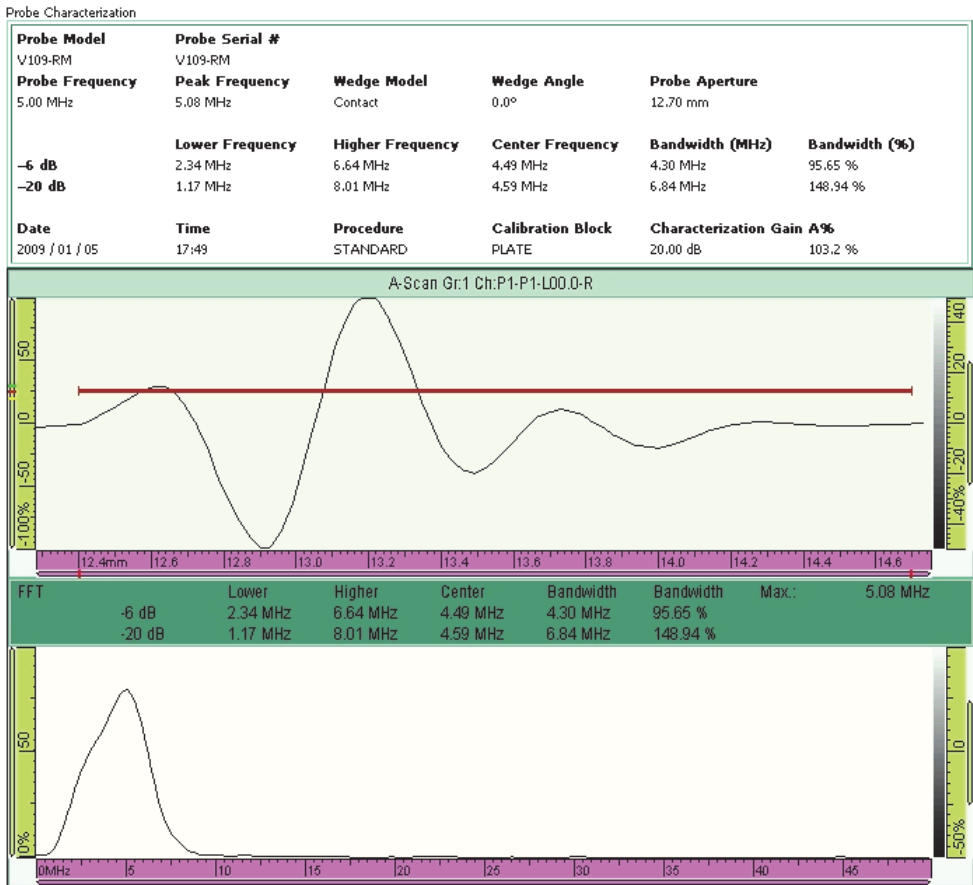 Probe Characterization
Probe Model Probe Serial #
V109-RM V109-RM
Probe Frequency Peak Frequency Wedge Model Wedge Angle Probe Aperture
5.00 MHz 5.08 MHz Contact 0.0º 12.70 mm
Lower Frequency Higher Frequency Center Frequency Bandwidth (MHz) Bandwidth (%)
–6 dB 2.34 MHz 6.64 MHz 4.49 MHz 4.30 MHz 95.65 %
–20 dB 1.17 MHz 8.01 MHz 4.59 MHz 6.84 MHz 148.94 %
Date Time Procedure Calibration Block Characterization Gain A%
2009 / 01 / 05 17:49 STANDARD PLATE 20.00 dB 103.2 %
A-Scan Gr:1 Ch:P1-P1-L00.0-R
50
0
-50
-100%
40
20
0
-20
-40%
12.4mm 12.6 12.8 13.0 13.2 13.4 13.6 13.8 14.0 14.2 14.4 14.6
FFT Lower Higher Center Bandwidth Bandwidth Max.: 5.08 MHz
-6 dB 2.34 MHz 6.64 MHz 4.49 MHz 4.30 MHz 95.65 %
-20 dB 1.17 MHz 8.01 MHz 4.59 MHz 6.84 MHz 148.94 %
50
0%
0
-50%
0MHz 5 10 15 20 25 30 35 40 45